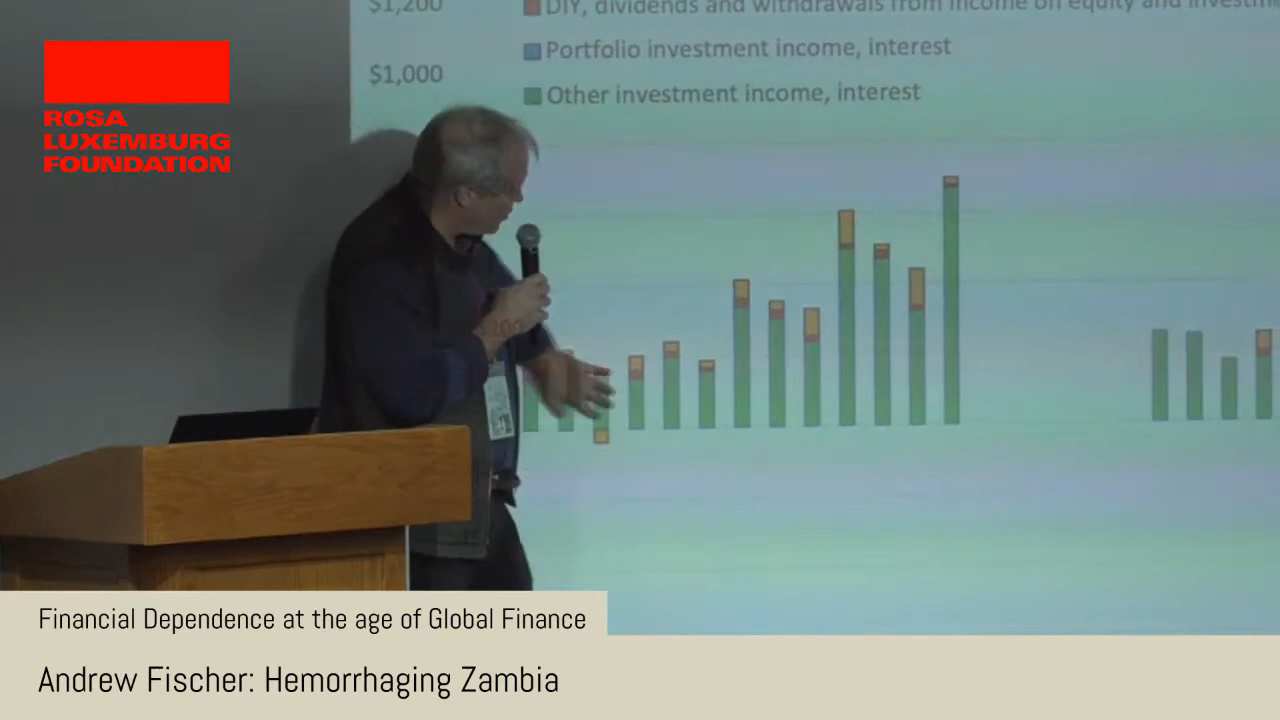 $1,200
DIY, dividends and withdrawals from income on equity and
Portfolio investment income, interest
$1,000
Other investment income, interest
ROSA
LUXEMBURG
FOUNDATION
Financial Dependence at the age of Global Finance
Andrew Fischer: Hemorrhaging Zambia